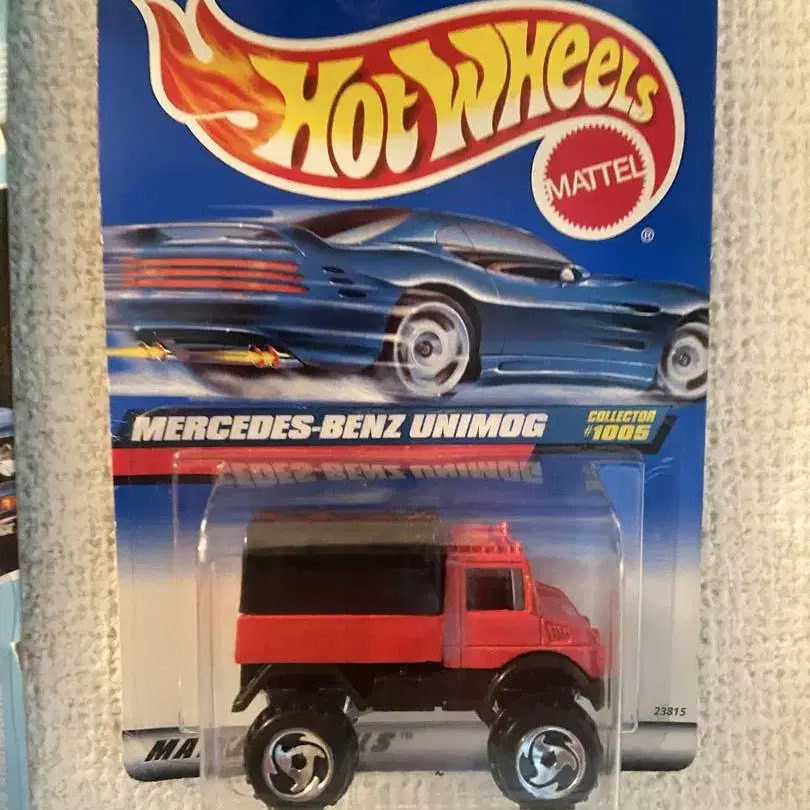 HOT WHEELS
MATTEL
®
MERCEDES-BENZ UNIMOG
COLLECTOR
#1005
23815